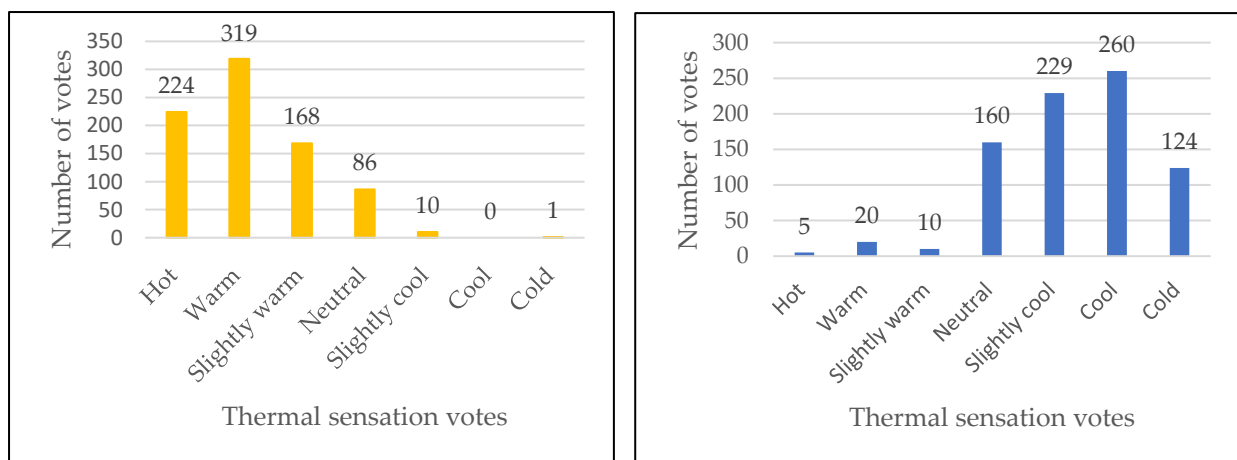 350
300
250
200
150
100
50
0
Number of votes
224
319
168
86
10
0
1
Hot
Warm
Slightly warm
Neutral
Slightly cool
Cool
Cold
Thermal sensation votes
300
250
200
150
100
50
0
Number of votes
5
20
10
160
229
260
124
Hot
Warm
Slightly warm
Neutral
Slightly cool
Cool
Cold
Thermal sensation votes